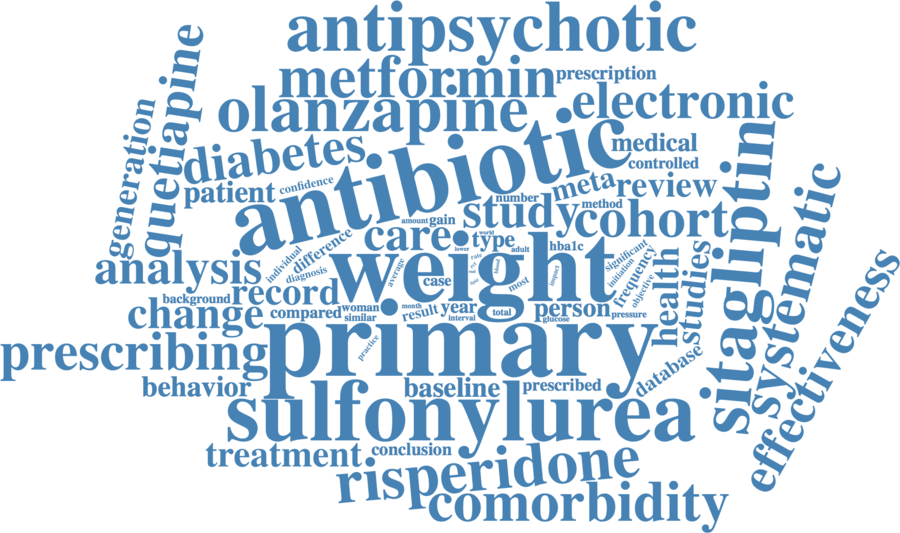 antipsychotic
metformin
prescription
olanzapine
electronic
generation
quetiapine
diabetes
antibiotic
medical
controlled
patient
confidence
number
meta
review
method
study
cohort
sitagliptin
systematic
effectiveness
amount
gain
care
type
world
adult
hba1c
lower
rate
individual
difference
diagnosis
analysis
average
weight
case
most
impact
significant
initiation
frequency
objective
health
studies
background
record
change
compared
woman
similar
month
result
year
interval
total
person
glucose
pressure
practice
prescribing
primary
behavior
baseline
prescribed
database
sulfonylurea
treatment
conclusion
risperidone
comorbidity